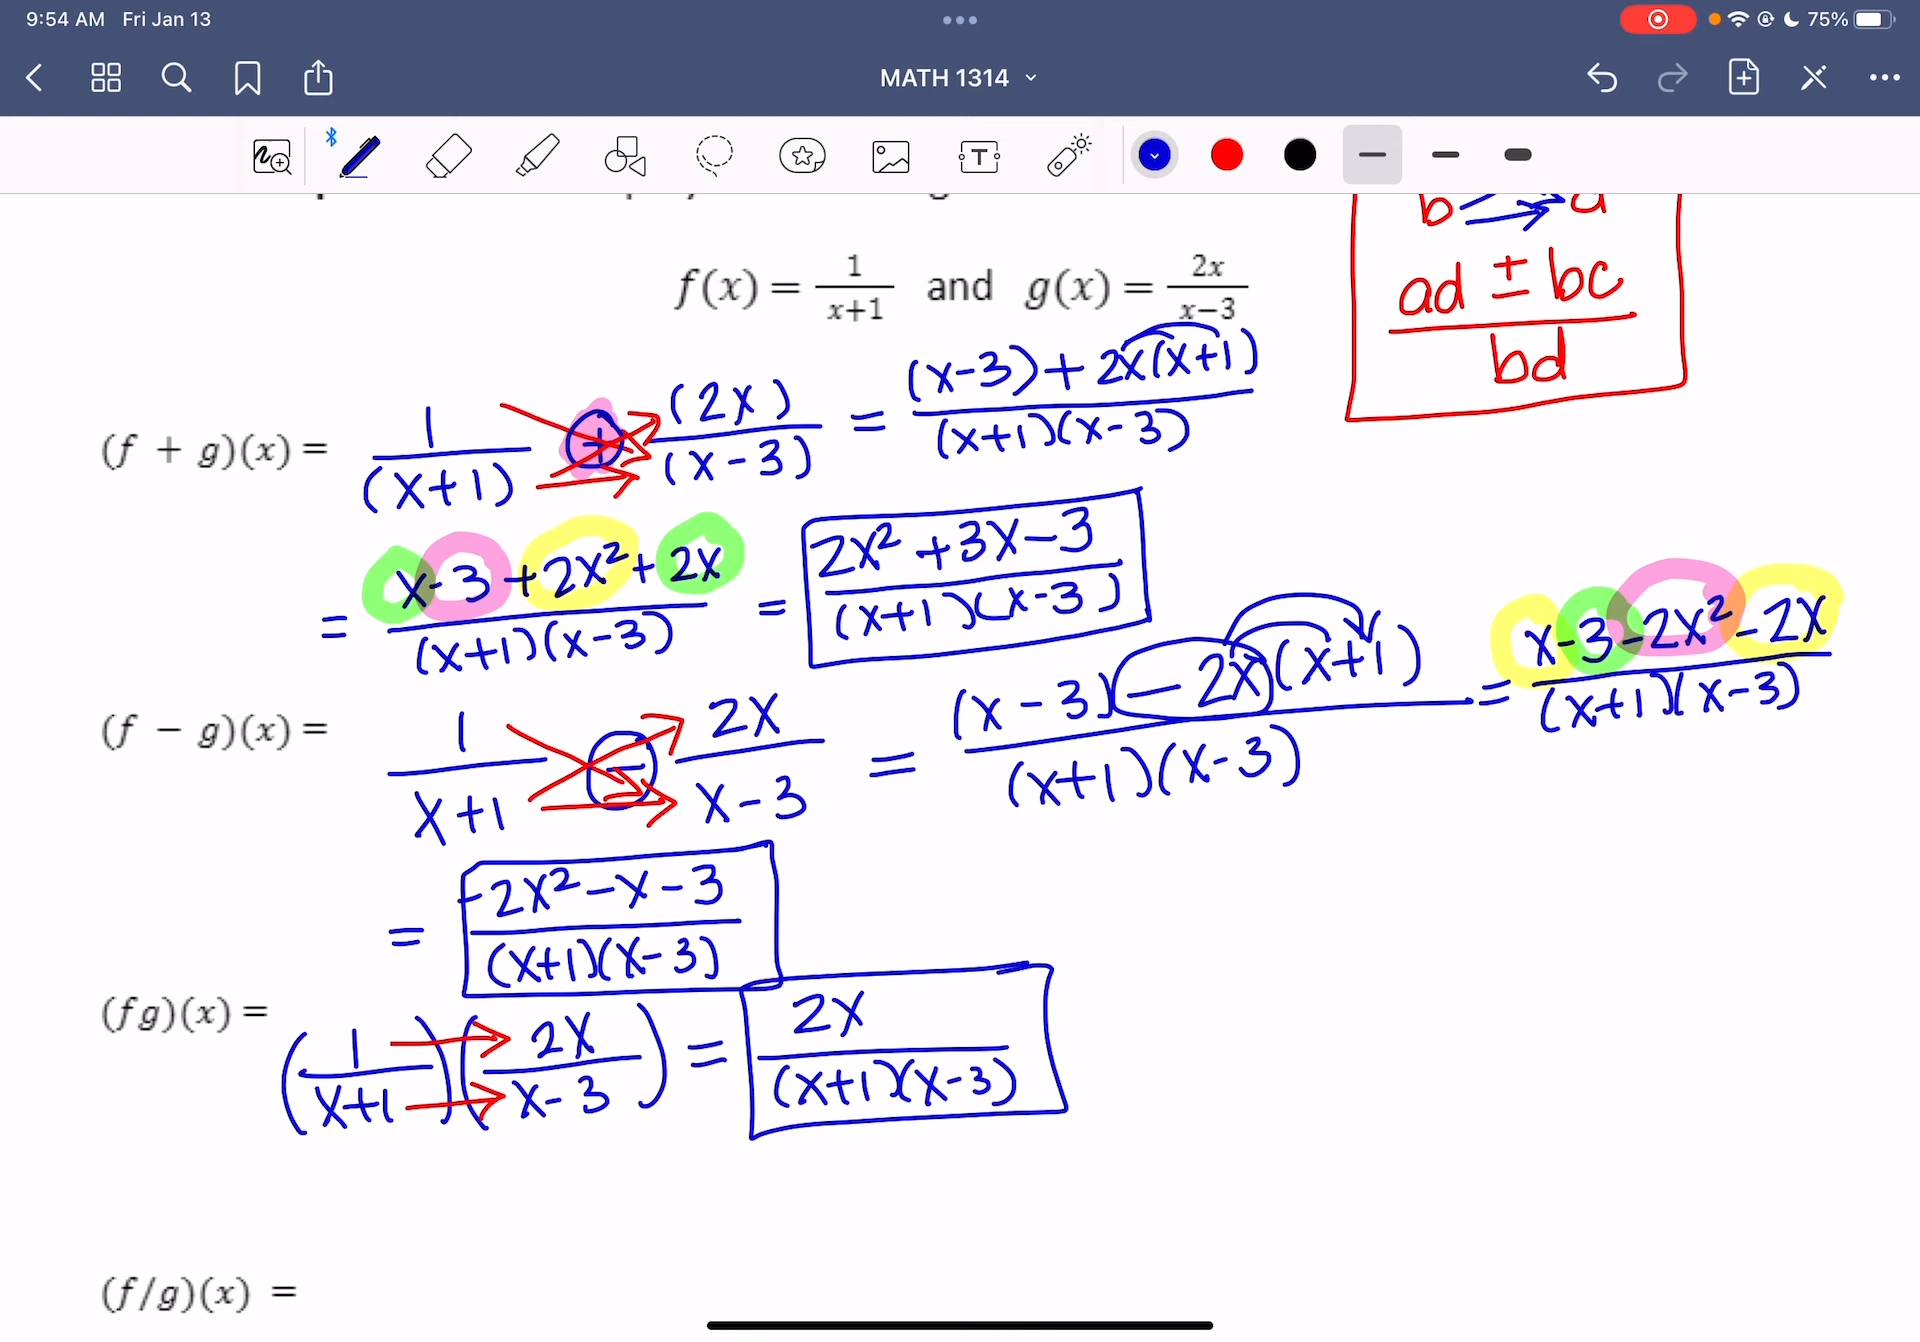 9:54 AM Fri Jan 13
75%
MATH 1314
ad ± bc
bd
f(x) = 1/(x+1) and g(x) = 2x/(x−3)
(f + g)(x) = 1/(x+1) + (2x)/(x-3) = ((x-3)+2x(x+1))/((x+1)(x-3))
= (x-3+2x²+2x)/((x+1)(x-3)) = (2x²+3x-3)/((x+1)(x-3))
(f − g)(x) = 1/(x+1) − 2x/(x-3) = ((x-3)-2x(x+1))/((x+1)(x-3)) = (x-3-2x²-2x)/((x+1)(x-3))
= (-2x²-x-3)/((x+1)(x-3))
(fg)(x) =
(1/(x+1))(2x/(x-3)) = 2x/((x+1)(x-3))
(f/g)(x) =